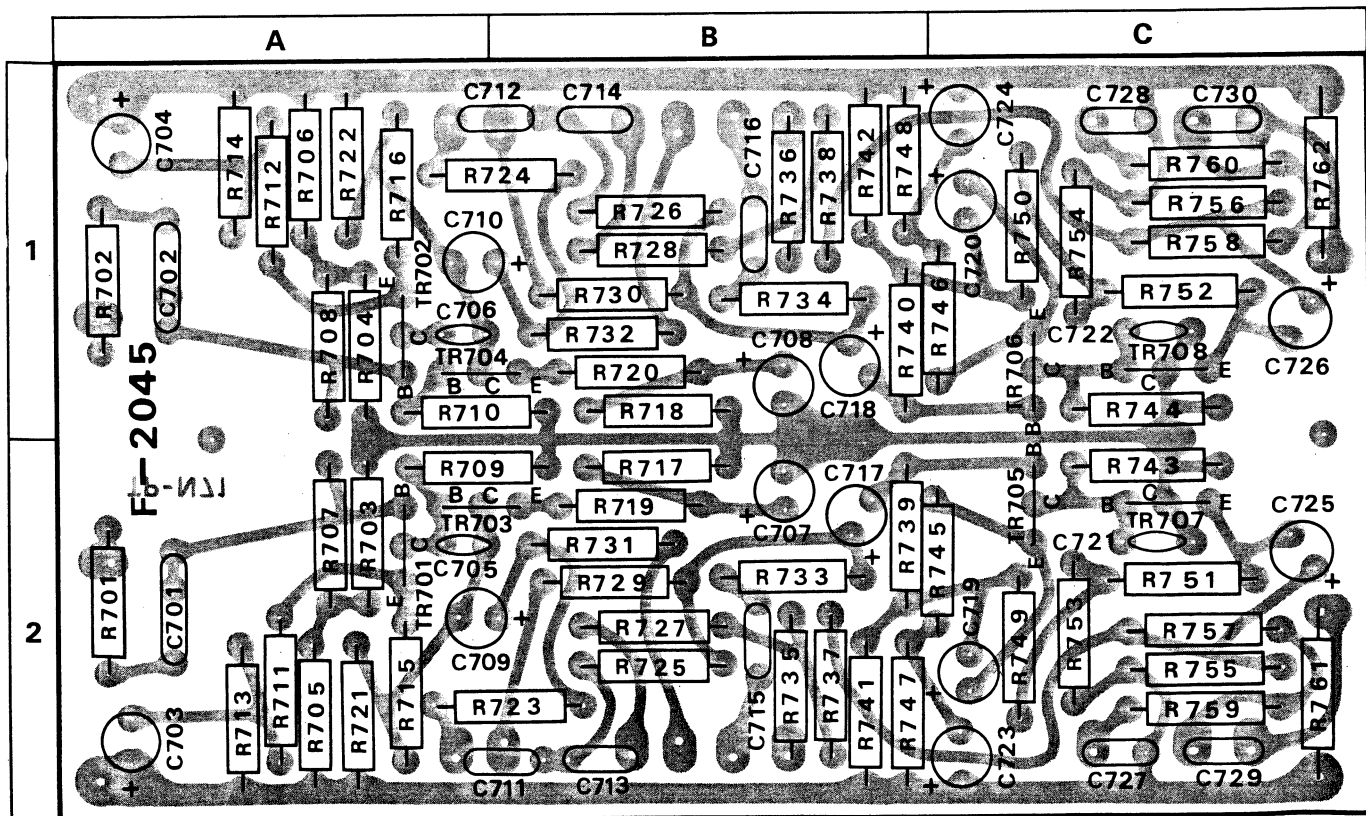 A B C
C712 C714 C724 C728 C730
+ +
C704 R714 R712 R706 R722 R716 R724 C716 R736 R738 R742 R748 R760 R762
R726 + R750 R754 R756
C710 R728 C720 R758
1
R702 C702 TR702 E + R730 R734 R740 R746 R752 +
R708 R704 C706 R732 C708 + E C722
C TR704 R720 + TR706 C TR708 C726
B B C E C718 B C E
R710 R718 R744
B
FP-2045
TP-N71
R709 R717 C717 B R743
B B C E R719 TR705 C B C E C725
R707 R703 TR703 + C707 R739 R745 TR707
C C705 R731 + C721
R701 C701 TR701 E R729 R733 E R751 +
2
C709 + R727 C719 R749 R753 R757
R725 R755
C703 R713 R711 R705 R721 R715 R723 C715 R735 R737 R741 R747 + R759 R761
+ C711 C713 + C723 C727 C729